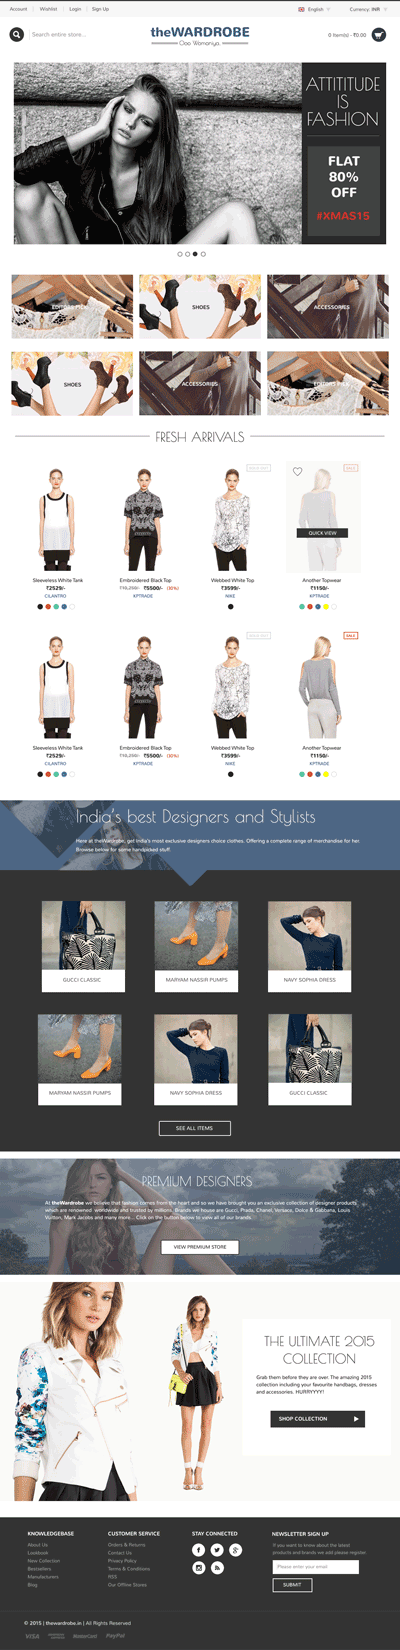 Account Wishlist Login Sign Up English Currency: INR
Search entire store...
theWARDROBE
Ooo Womaniya
0 Item(s) - ₹0.00
ATTITITUDE
IS
FASHION
FLAT
80%
OFF
#XMAS15
EDITORS PICK SHOES ACCESSORIES
SHOES ACCESSORIES EDITORS PICK
FRESH ARRIVALS
SOLD OUT SALE
QUICK VIEW
Sleeveless White Tank Embroidered Black Top Webbed White Top Another Topwear
₹2529/- ₹10,250/- ₹5500/- (30%) ₹3599/- ₹1150/-
CILANTRO KPTRADE NIKE KPTRADE
SOLD OUT SALE
Sleeveless White Tank Embroidered Black Top Webbed White Top Another Topwear
₹2529/- ₹10,250/- ₹5500/- (30%) ₹3599/- ₹1150/-
CILANTRO KPTRADE NIKE KPTRADE
India's best Designers and Stylists
Here at theWardrobe, get India's most exclusive designers choice clothes. Offering a complete range of merchandise for her.
Browse below for some handpicked stuff.
GUCCI CLASSIC MARYAM NASSIR PUMPS NAVY SOPHIA DRESS
MARYAM NASSIR PUMPS NAVY SOPHIA DRESS GUCCI CLASSIC
SEE ALL ITEMS
PREMIUM DESIGNERS
At theWardrobe we believe that fashion comes from the heart and so we have brought you an exclusive collection of designer products
which are renowned worldwide and trusted by millions. Brands we house are Gucci, Prada, Chanel, Versace, Dulce & Gabbana, Louis
Vuitton, Mark Jacobs and many more... Click on the button below to view all of our brands.
VIEW PREMIUM STORE
THE ULTIMATE 2015
COLLECTION
Grab them before they are over. The amazing 2015
collection including your favourite handbags, dresses
and accessories. HURRYYYY!
SHOP COLLECTION
KNOWLEDGEBASE CUSTOMER SERVICE STAY CONNECTED NEWSLETTER SIGN UP
About Us Orders & Returns If you want to know about the latest
Lookbook Contact Us products and brands we add please register.
New Collection Privacy Policy
Bestsellers Terms & Conditions Please enter your email
Manufacturers RSS
Blog Our Offline Stores SUBMIT
© 2015 | thewardrobe.in | All Rights Reserved
VISA MasterCard PayPal